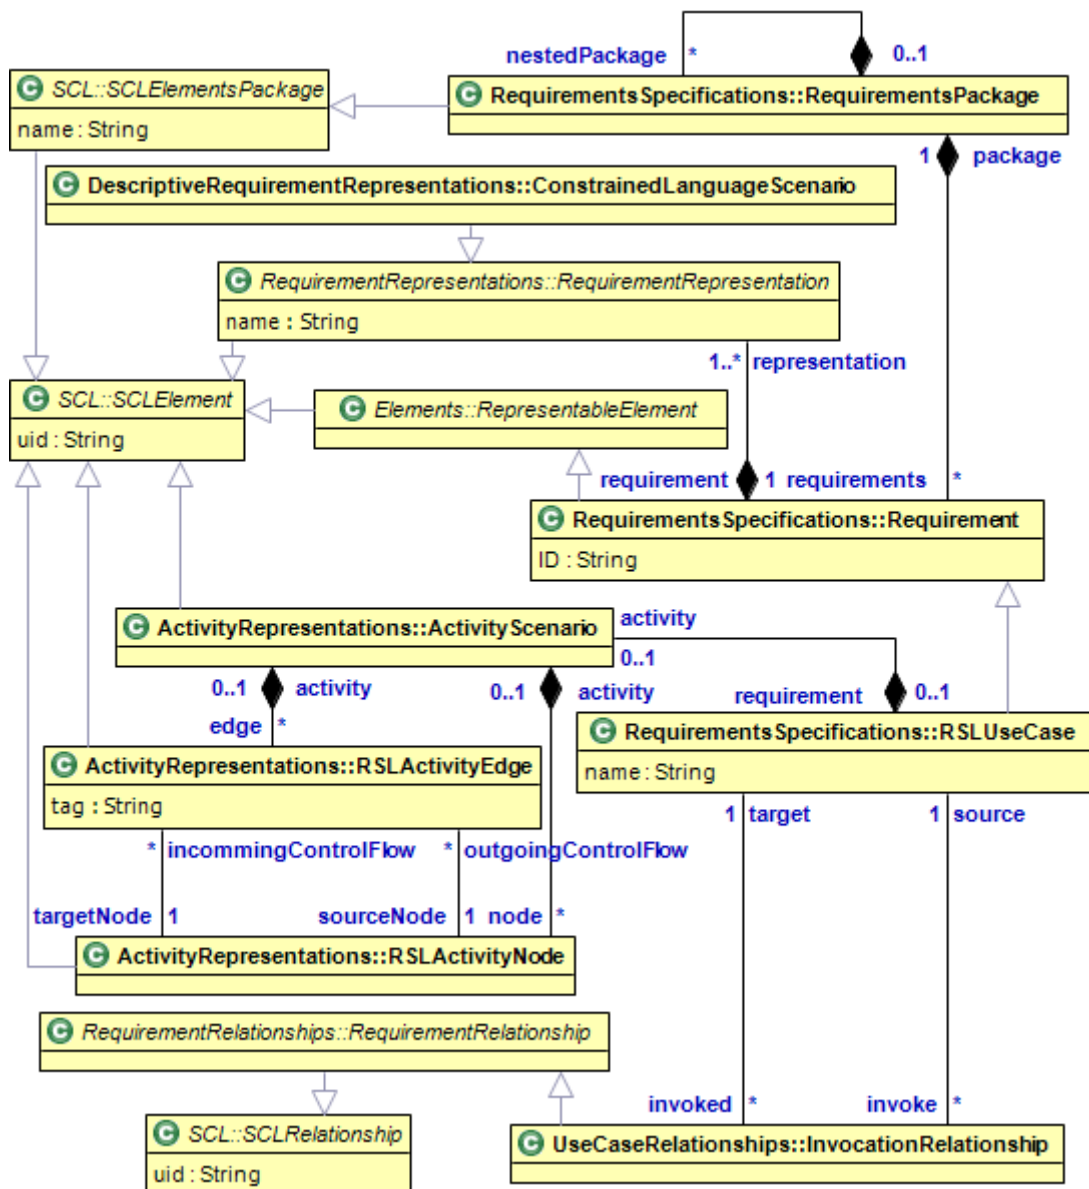 nestedPackage * 0..1
SCL::SCLElementsPackage
name : String
RequirementsSpecifications::RequirementsPackage
1 package
DescriptiveRequirementRepresentations::ConstrainedLanguageScenario
RequirementRepresentations::RequirementRepresentation
name : String
1..* representation
SCL::SCLElement
uid : String
Elements::RepresentableElement
requirement 1 requirements *
RequirementsSpecifications::Requirement
ID : String
ActivityRepresentations::ActivityScenario
activity
0..1
0..1 activity
0..1 activity
requirement 0..1
edge *
RequirementsSpecifications::RSLUseCase
name : String
ActivityRepresentations::RSLActivityEdge
tag : String
1 target
1 source
* incommingControlFlow
* outgoingControlFlow
targetNode 1
sourceNode 1
node *
ActivityRepresentations::RSLActivityNode
RequirementRelationships::RequirementRelationship
invoked *
invoke *
SCL::SCLRelationship
uid : String
UseCaseRelationships::InvocationRelationship